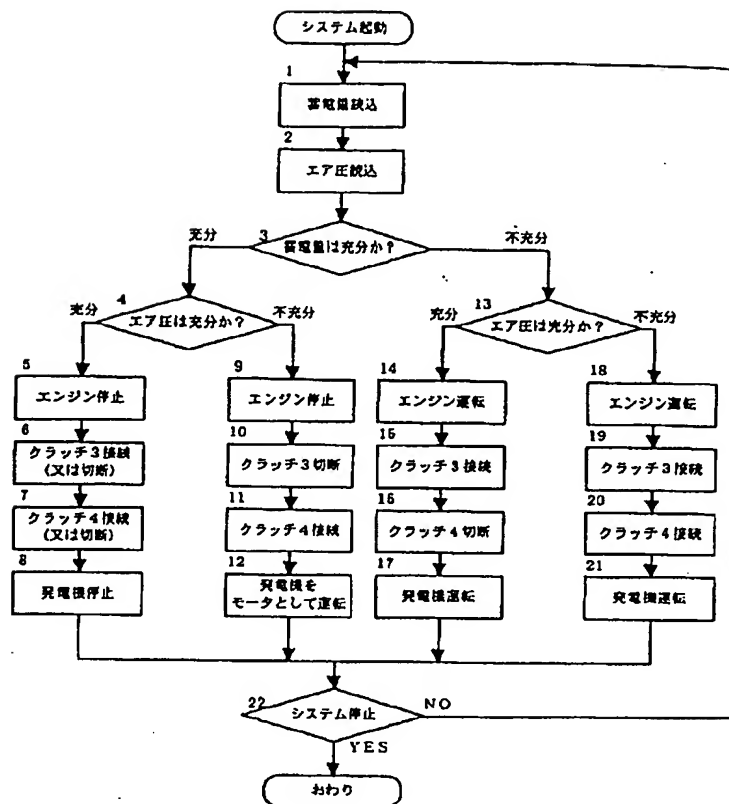 システム起動
1
蓄電量読込
2
エア圧読込
3
蓄電量は充分か?
充分
不充分
4
エア圧は充分か?
充分
不充分
13
エア圧は充分か?
充分
不充分
5
エンジン停止
6
クラッチ3接続
(又は切断)
7
クラッチ4接続
(又は切断)
8
発電機停止
9
エンジン停止
10
クラッチ3切断
11
クラッチ4接続
12
発電機を
モータとして運転
14
エンジン運転
15
クラッチ3接続
16
クラッチ4切断
17
発電機運転
18
エンジン運転
19
クラッチ3接続
20
クラッチ4接続
21
発電機運転
22
システム停止
NO
YES
おわり